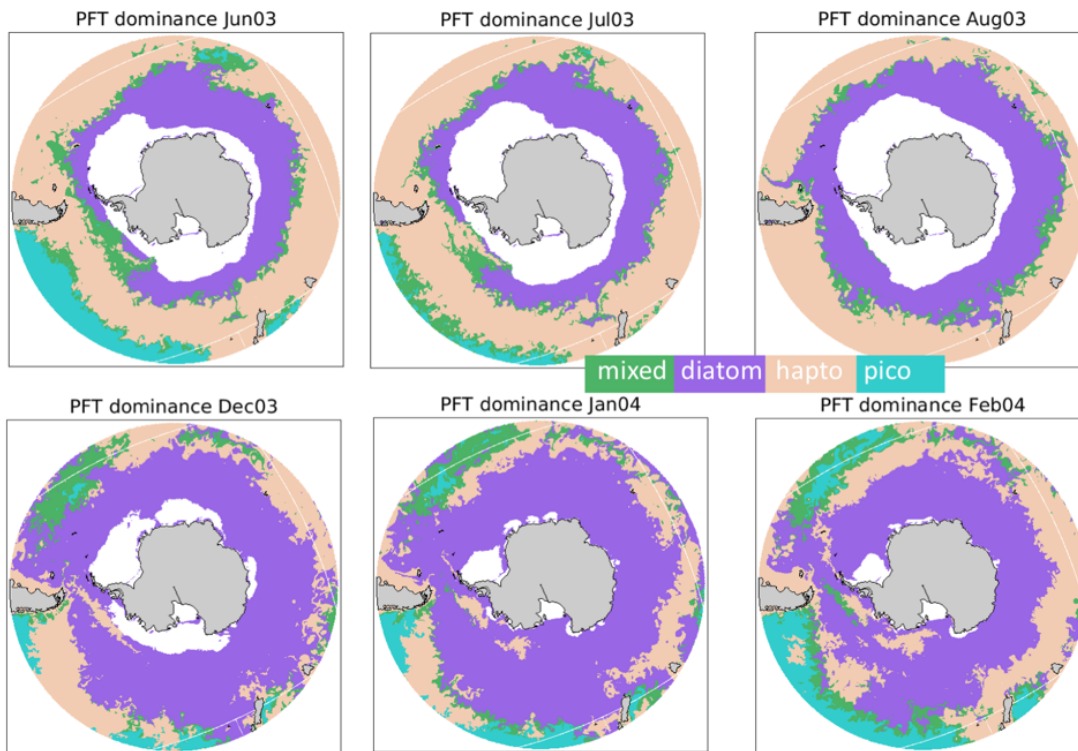 PFT dominance Jun03
PFT dominance Jul03
PFT dominance Aug03
mixed diatom hapto pico
PFT dominance Dec03
PFT dominance Jan04
PFT dominance Feb04